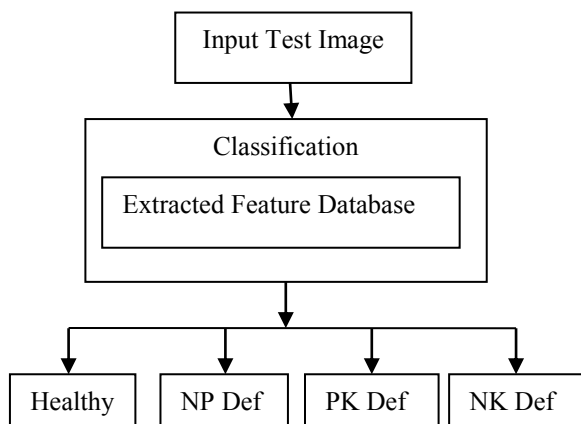 Input Test Image
Classification
Extracted Feature Database
Healthy
NP Def
PK Def
NK Def